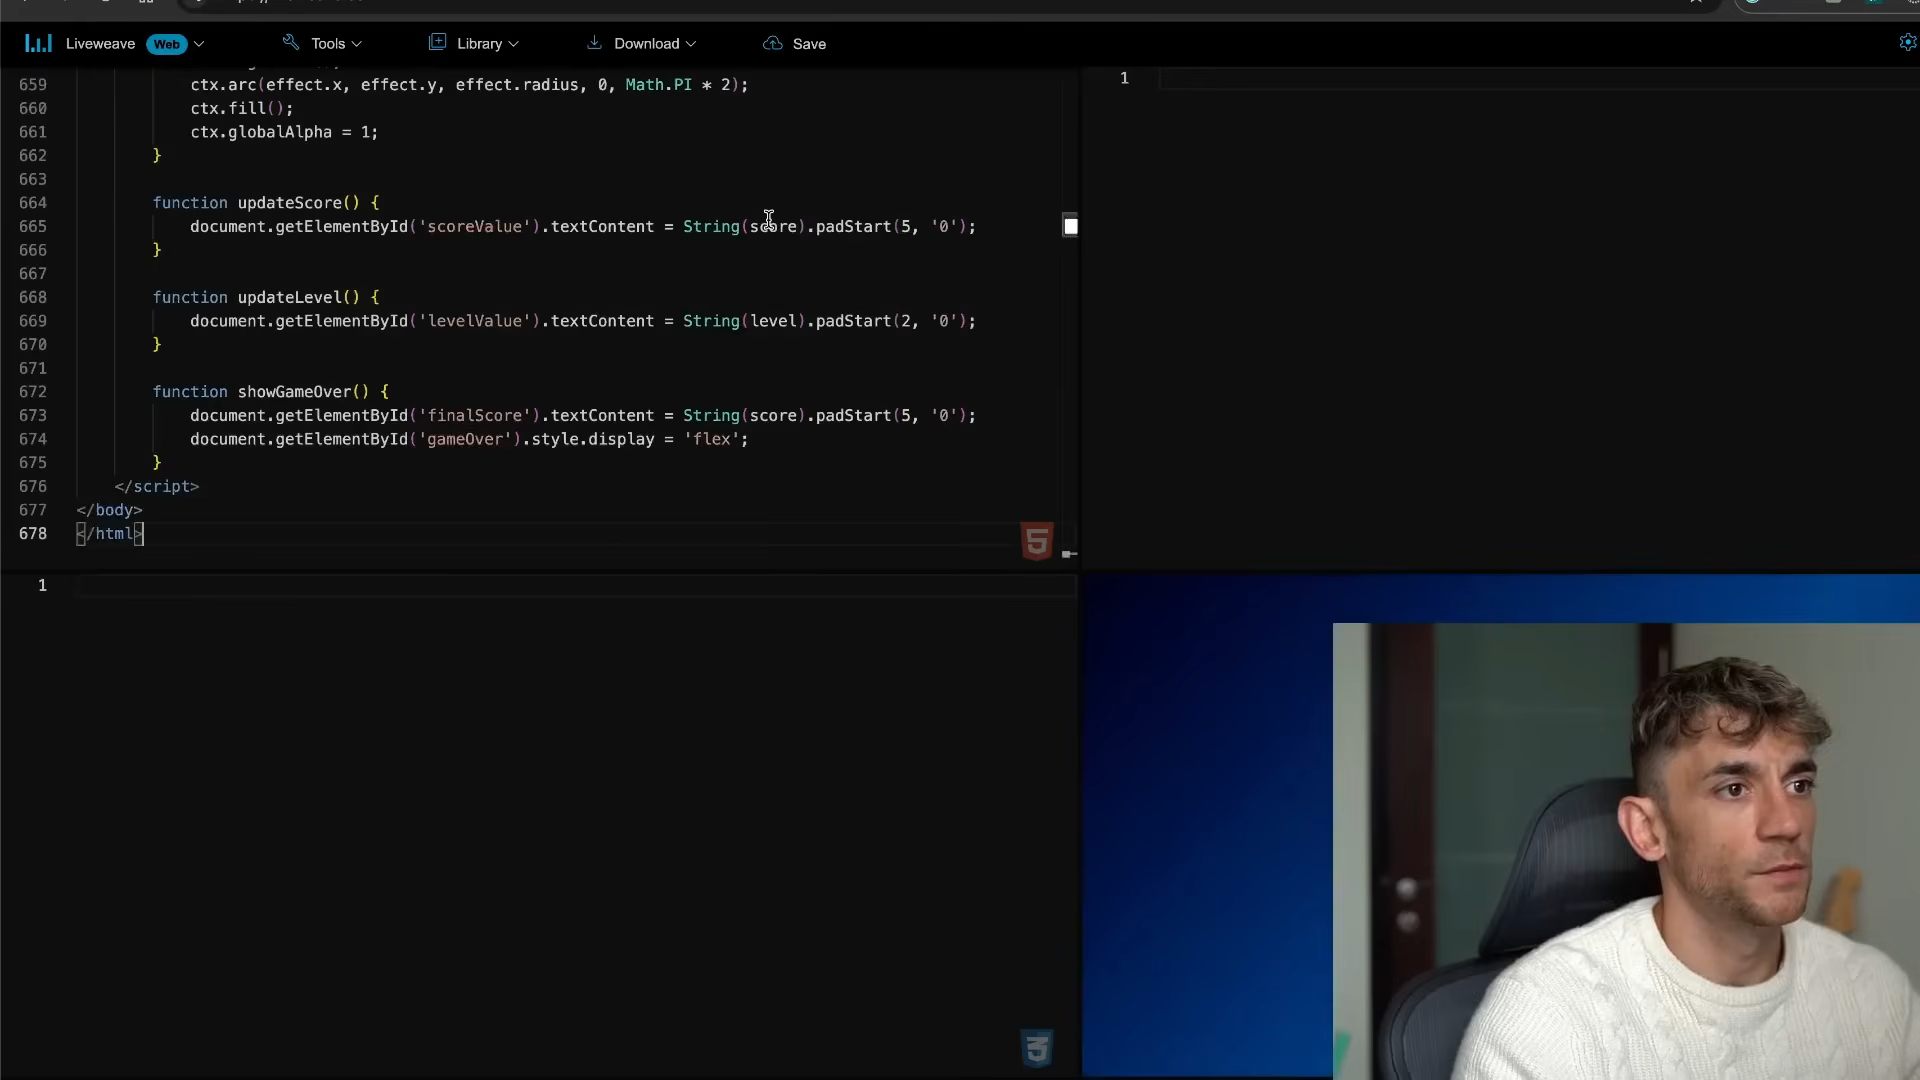 Liveweave Web Tools Library Download Save
659 ctx.arc(effect.x, effect.y, effect.radius, 0, Math.PI * 2);
660 ctx.fill();
661 ctx.globalAlpha = 1;
662 }
663
664 function updateScore() {
665 document.getElementById('scoreValue').textContent = String(score).padStart(5, '0');
666 }
667
668 function updateLevel() {
669 document.getElementById('levelValue').textContent = String(level).padStart(2, '0');
670 }
671
672 function showGameOver() {
673 document.getElementById('finalScore').textContent = String(score).padStart(5, '0');
674 document.getElementById('gameOver').style.display = 'flex';
675 }
676 </script>
677 </body>
678 </html>
5
1
1
3